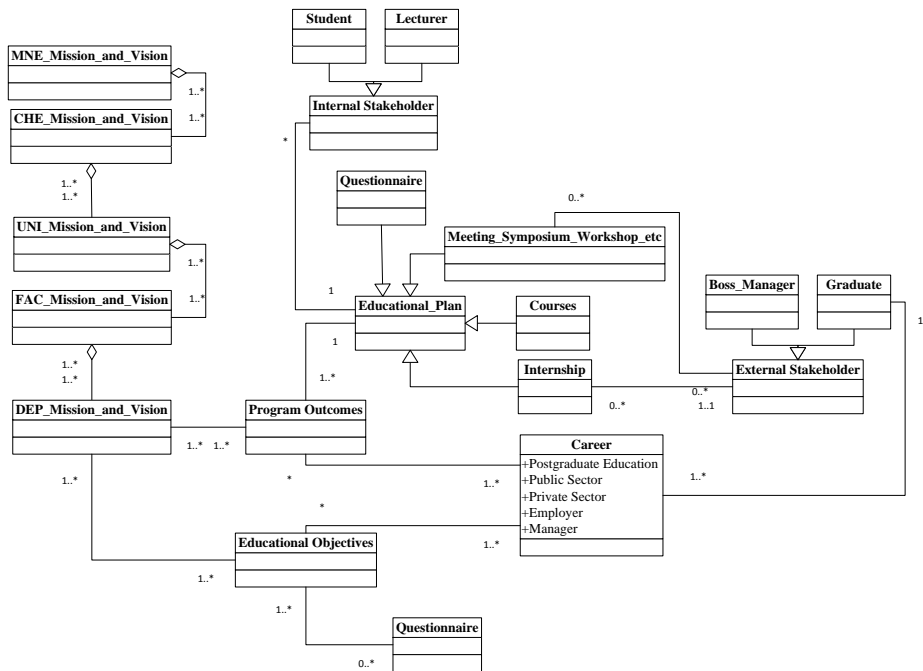 Student
Lecturer
MNE_Mission_and_Vision
1..*
CHE_Mission_and_Vision
1..*
Internal Stakeholder
*
1..*
1..*
Questionnaire
0..*
UNI_Mission_and_Vision
Meeting_Symposium_Workshop_etc
1..*
Boss_Manager
Graduate
FAC_Mission_and_Vision
1..*
1
Educational_Plan
Courses
1
1
1..*
1..*
1..*
Internship
External Stakeholder
DEP_Mission_and_Vision
Program Outcomes
0..*
0..*
1..1
1..*
1..*
Career
+Postgraduate Education
+Public Sector
+Private Sector
+Employer
+Manager
1..*
*
1..*
1..*
*
Educational Objectives
1..*
1..*
1..*
Questionnaire
0..*